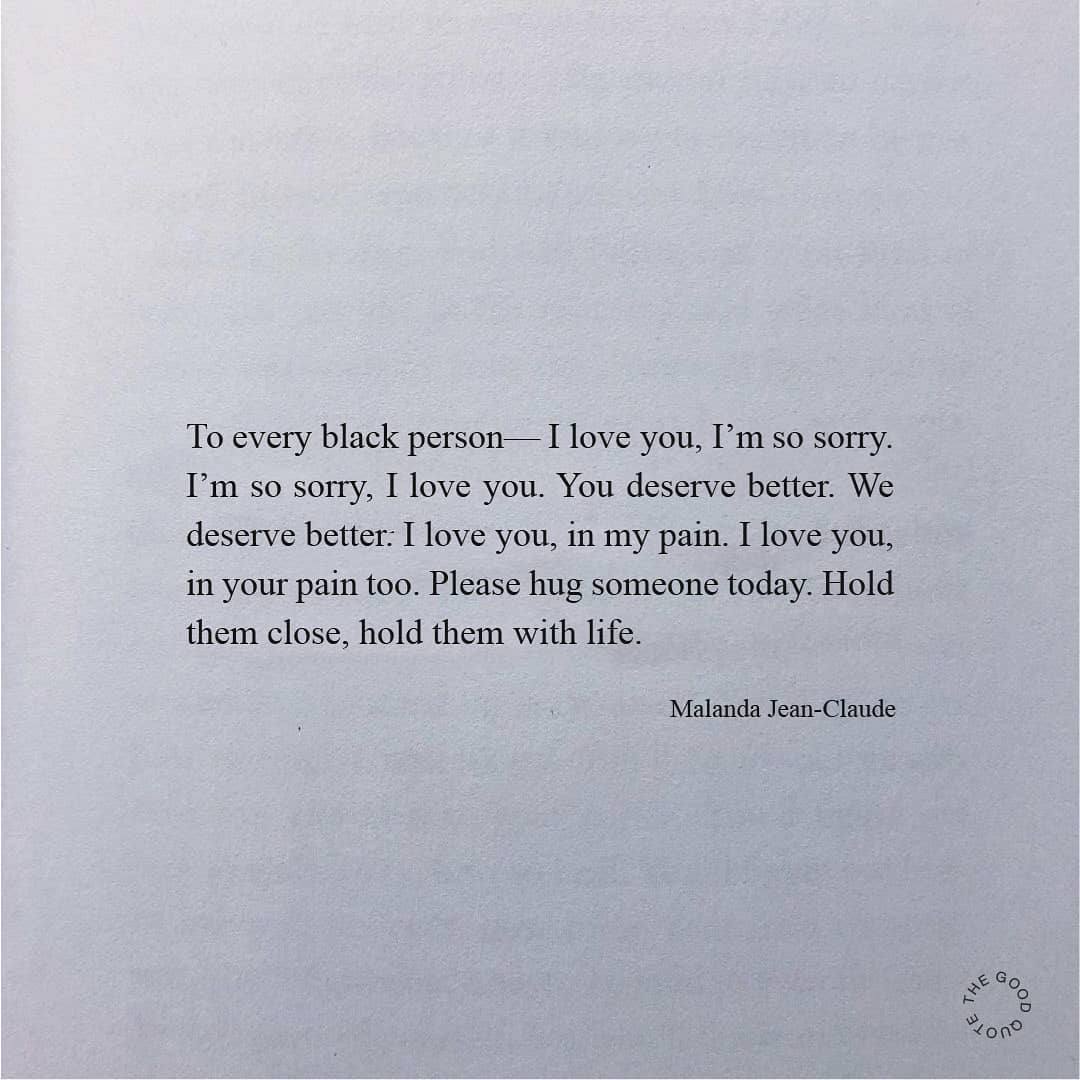 To every black person— I love you, I’m so sorry.
I’m so sorry, I love you. You deserve better. We
deserve better: I love you, in my pain. I love you,
in your pain too. Please hug someone today. Hold
them close, hold them with life.
Malanda Jean-Claude
THE GOOD QUOTE